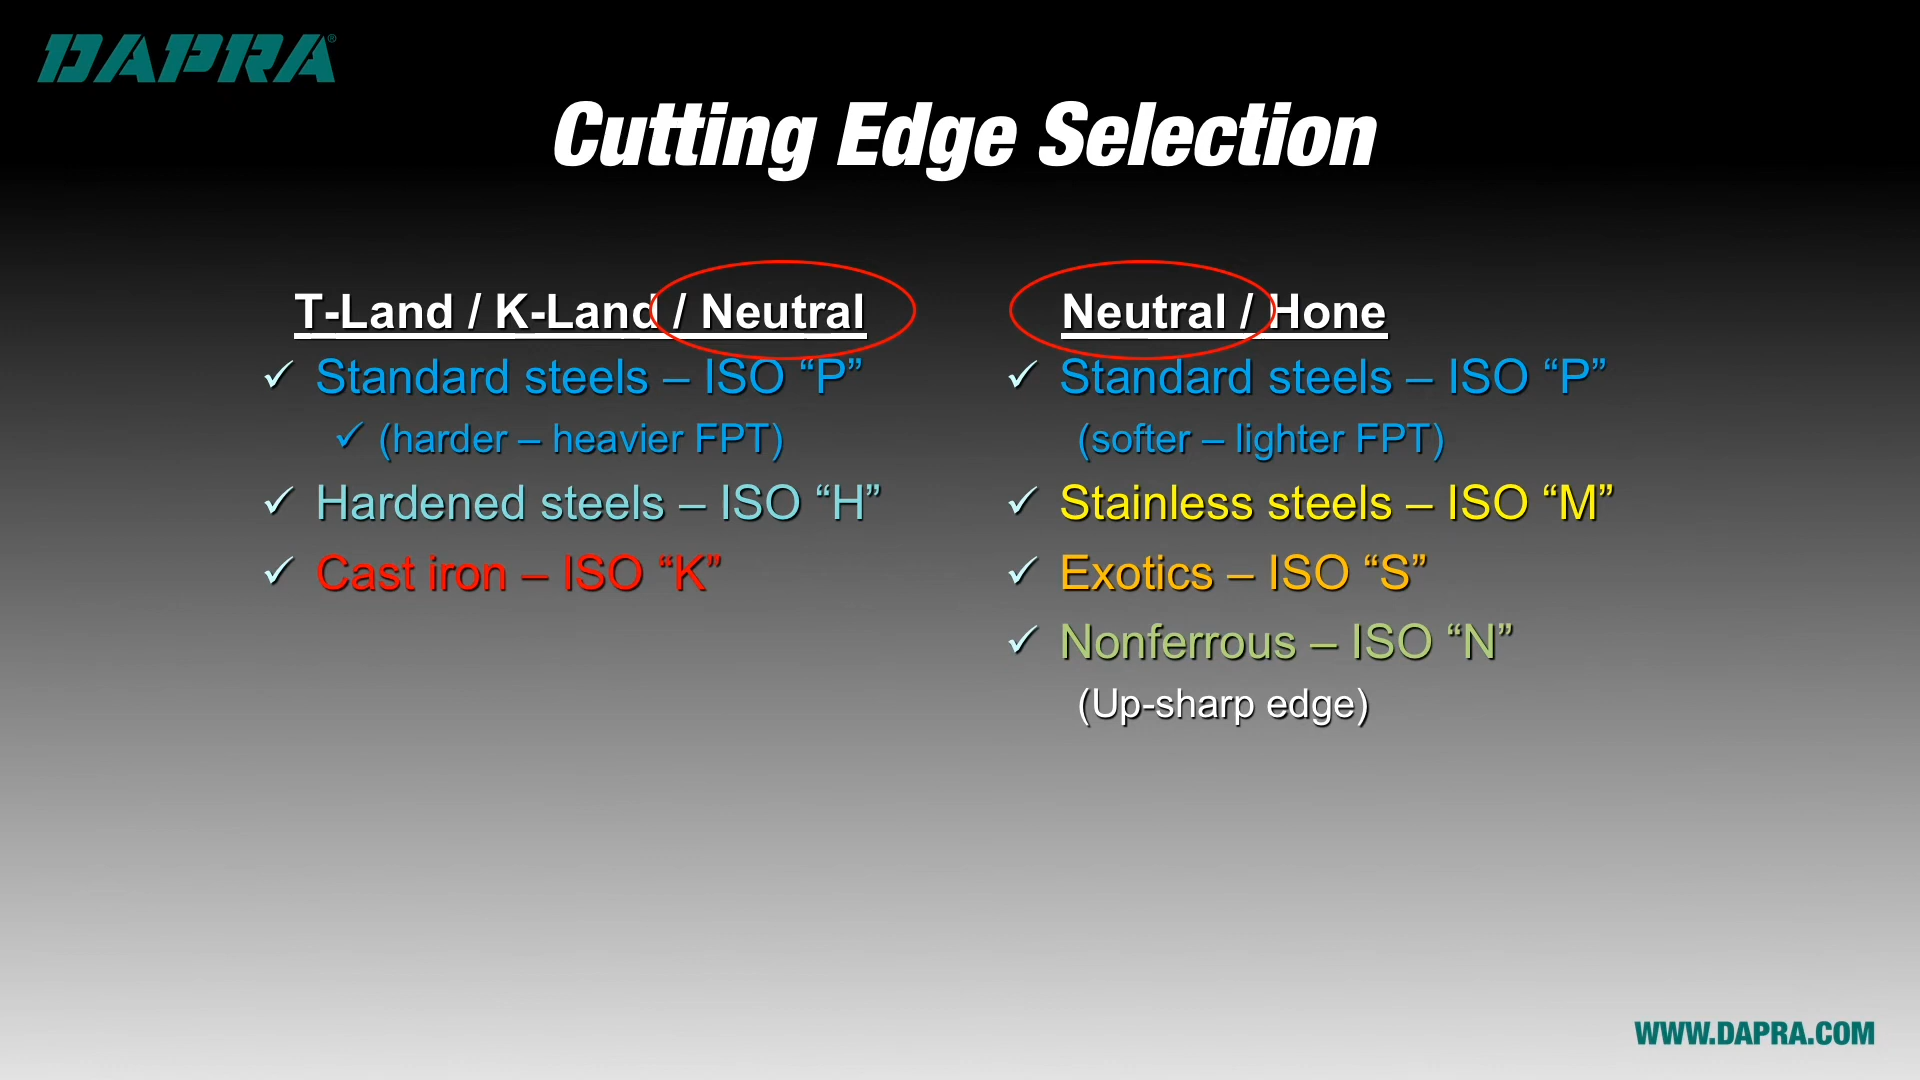 DAPRA®
Cutting Edge Selection
T-Land / K-Land / Neutral
✓ Standard steels – ISO “P”
✓ (harder – heavier FPT)
✓ Hardened steels – ISO “H”
✓ Cast iron – ISO “K”
Neutral / Hone
✓ Standard steels – ISO “P”
(softer – lighter FPT)
✓ Stainless steels – ISO “M”
✓ Exotics – ISO “S”
✓ Nonferrous – ISO “N”
(Up-sharp edge)
WWW.DAPRA.COM